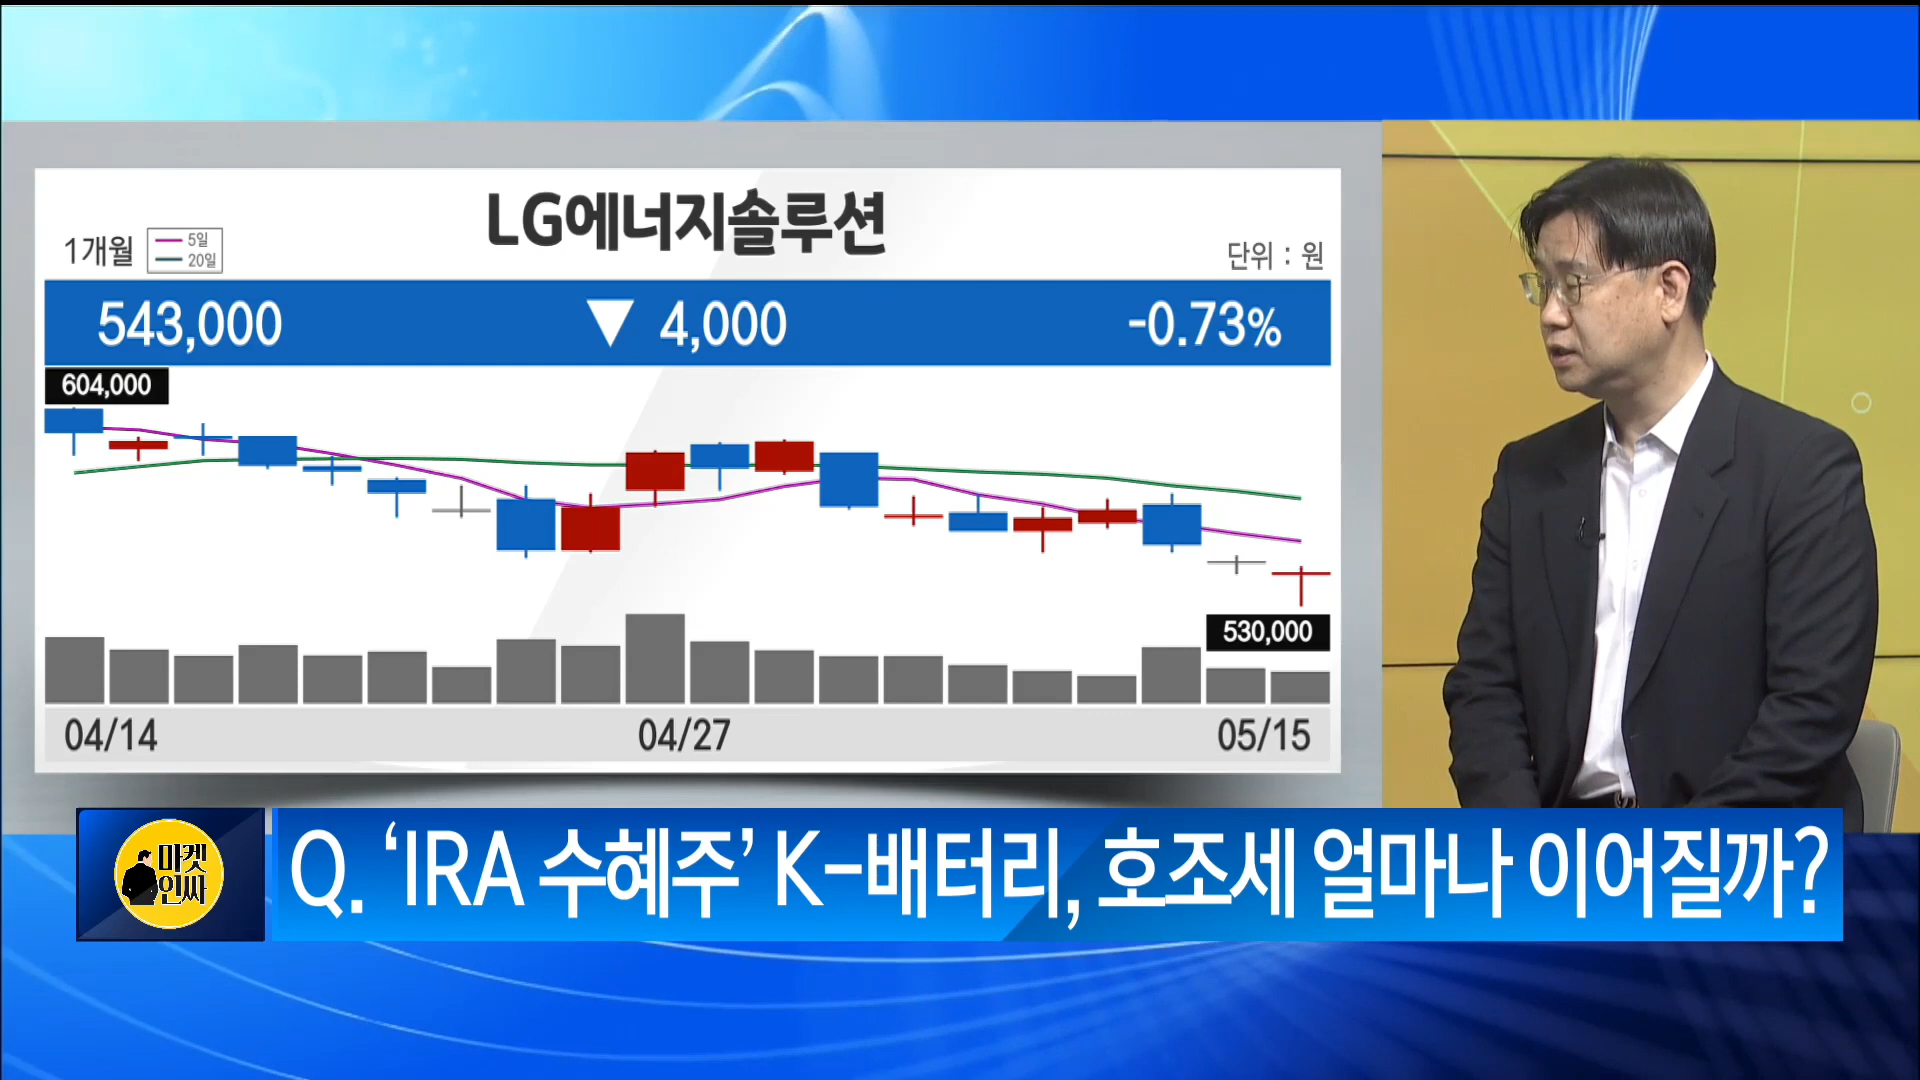 LG에너지솔루션
1개월
5일
20일
단위 : 원
543,000 ▼ 4,000 -0.73%
604,000
530,000
04/14 04/27 05/15
마켓
인싸
Q. ‘IRA 수혜주’ K-배터리, 호조세 얼마나 이어질까?